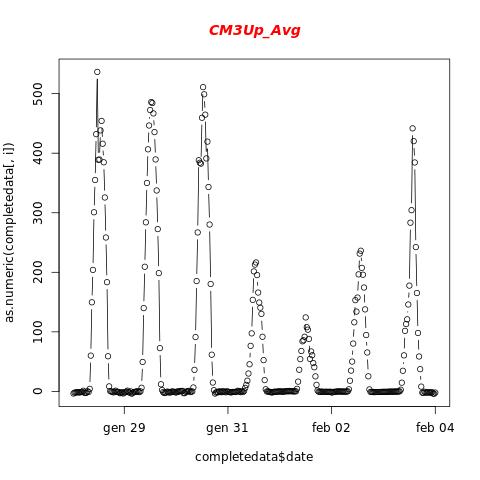 CM3Up_Avg
as.numeric(completedata[, i])
500
400
300
200
100
0
gen 29
gen 31
feb 02
feb 04
completedata$date